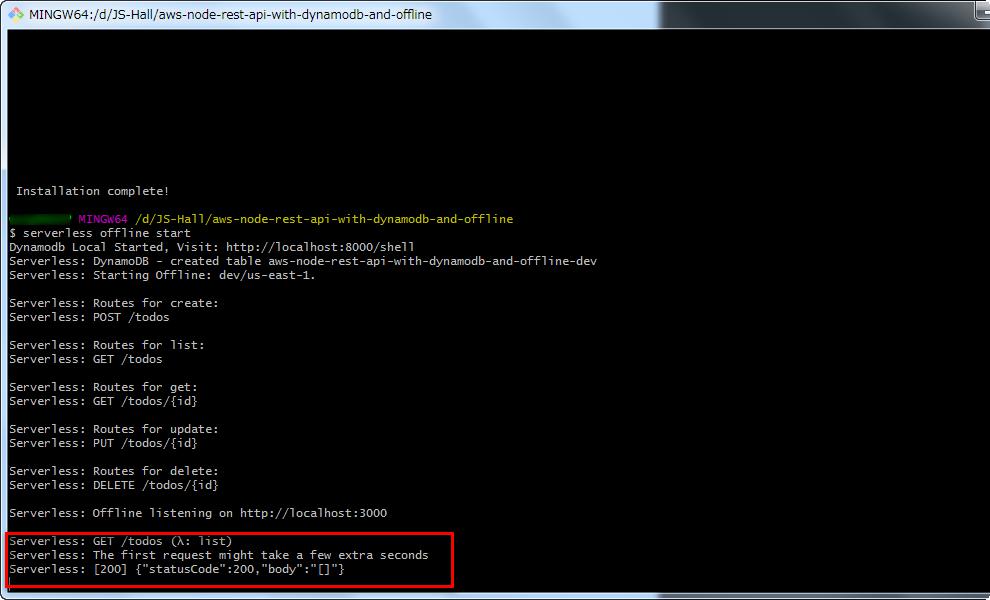 MINGW64:/d/JS-Hall/aws-node-rest-api-with-dynamodb-and-offline
Installation complete!
MINGW64 /d/JS-Hall/aws-node-rest-api-with-dynamodb-and-offline
$ serverless offline start
Dynamodb Local Started, Visit: http://localhost:8000/shell
Serverless: DynamoDB - created table aws-node-rest-api-with-dynamodb-and-offline-dev
Serverless: Starting Offline: dev/us-east-1.
Serverless: Routes for create:
Serverless: POST /todos
Serverless: Routes for list:
Serverless: GET /todos
Serverless: Routes for get:
Serverless: GET /todos/{id}
Serverless: Routes for update:
Serverless: PUT /todos/{id}
Serverless: Routes for delete:
Serverless: DELETE /todos/{id}
Serverless: Offline listening on http://localhost:3000
Serverless: GET /todos (λ: list)
Serverless: The first request might take a few extra seconds
Serverless: [200] {"statusCode":200,"body":"[]"}